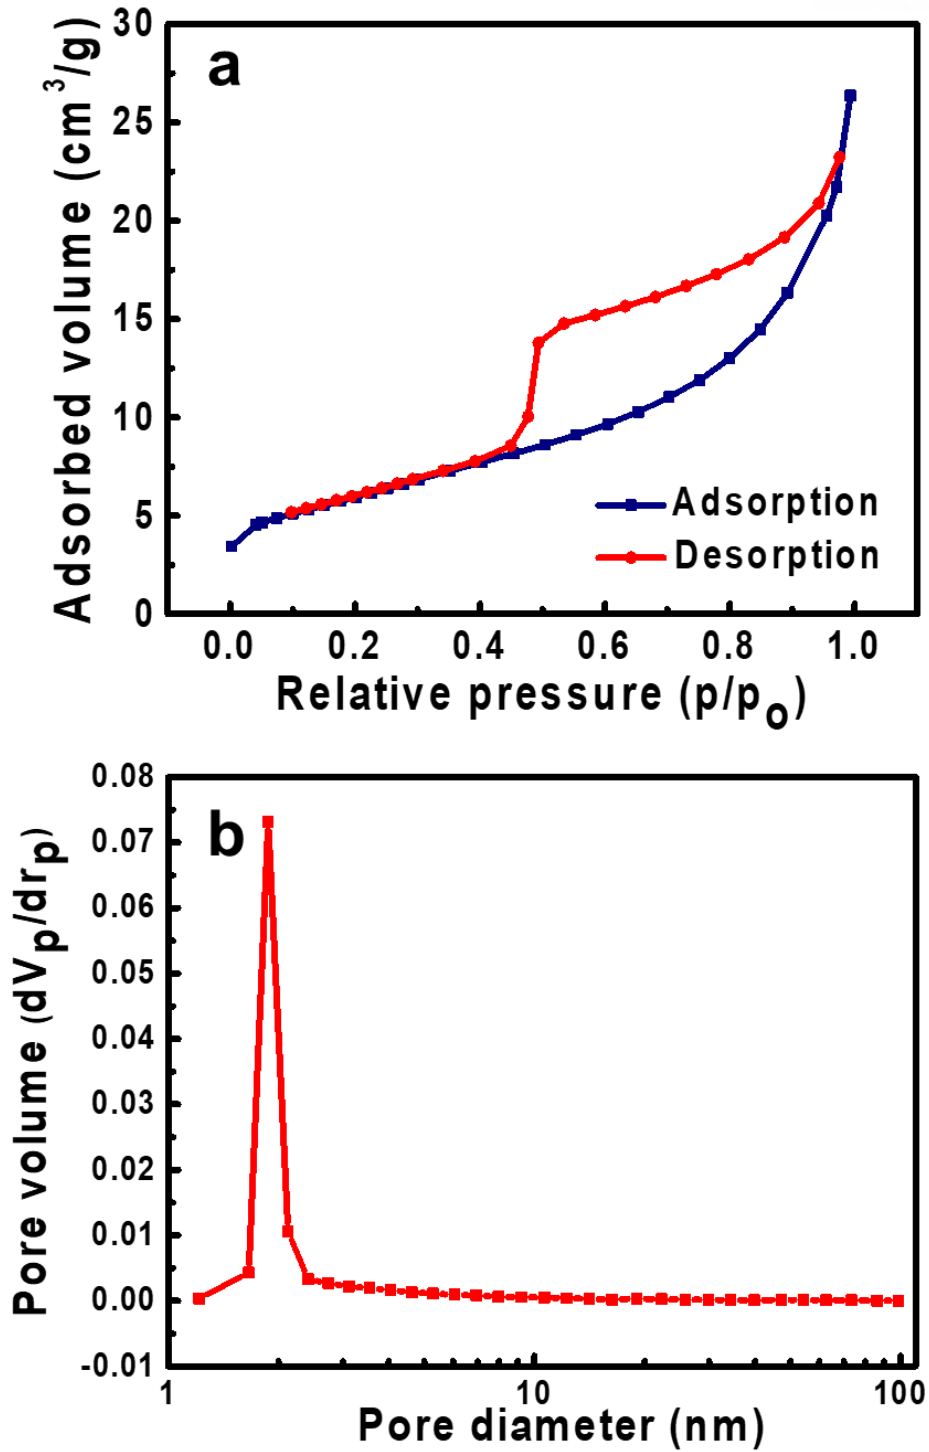 a
Adsorbed volume (cm³/g)
30
25
20
15
10
5
0
Adsorption
Desorption
0.0 0.2 0.4 0.6 0.8 1.0
Relative pressure (p/po)
b
Pore volume (dVp/drp)
0.08
0.07
0.06
0.05
0.04
0.03
0.02
0.01
0.00
-0.01
1 10 100
Pore diameter (nm)